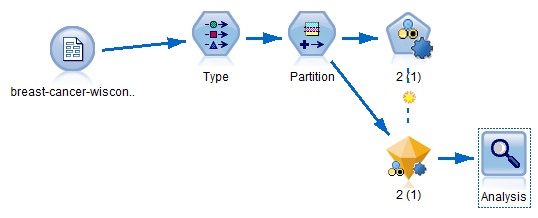 Type
Partition
2 (1)
breast-cancer-wiscon..
2 (1)
Analysis